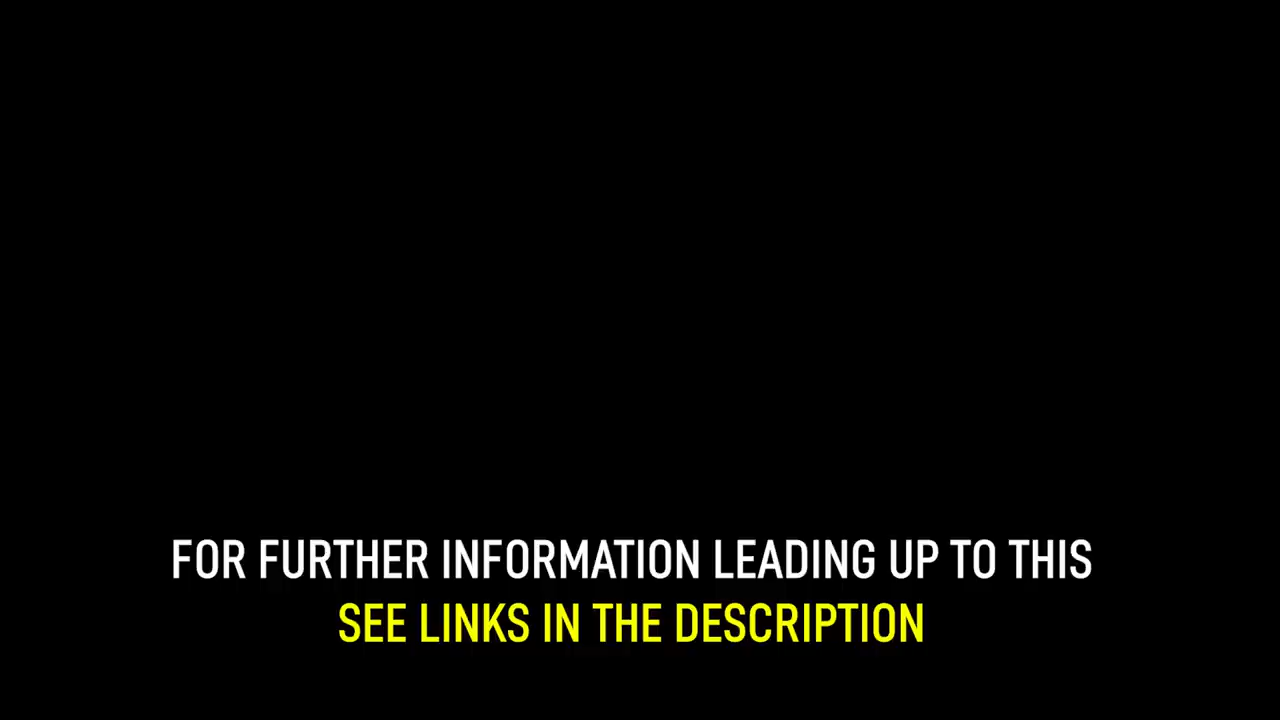 FOR FURTHER INFORMATION LEADING UP TO THIS
SEE LINKS IN THE DESCRIPTION